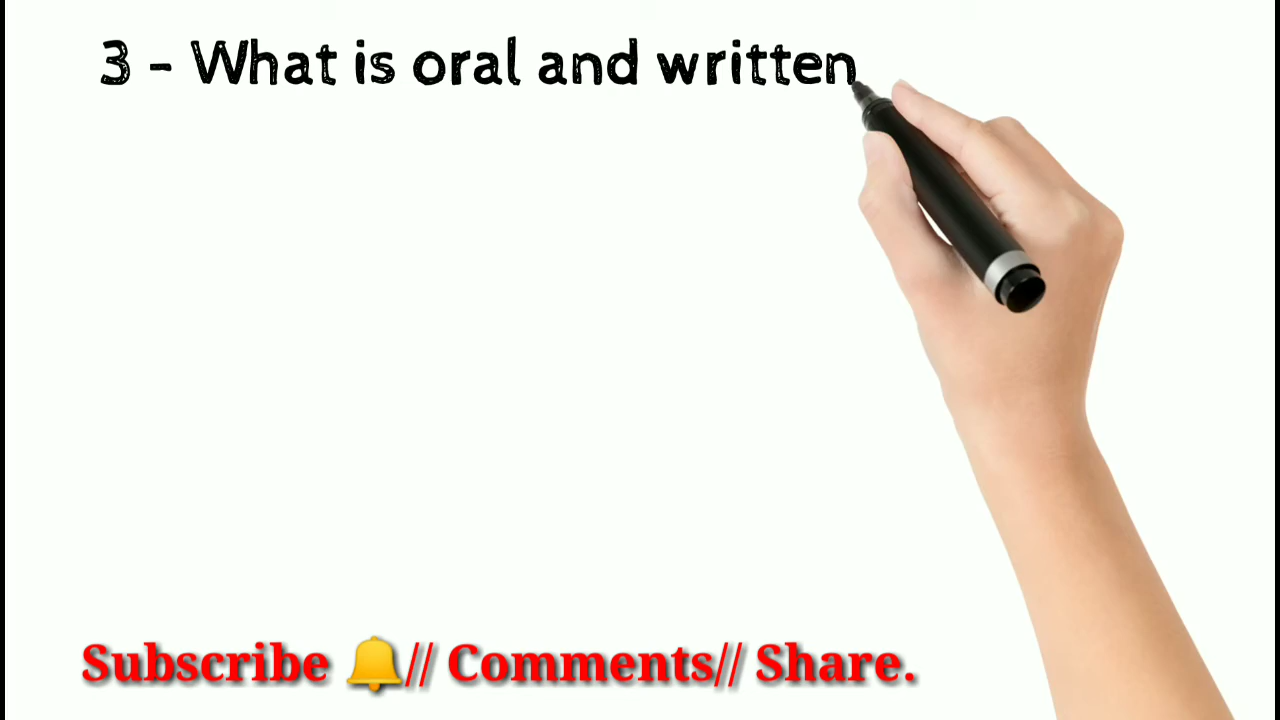 3 - What is oral and written
Subscribe 🔔// Comments// Share.